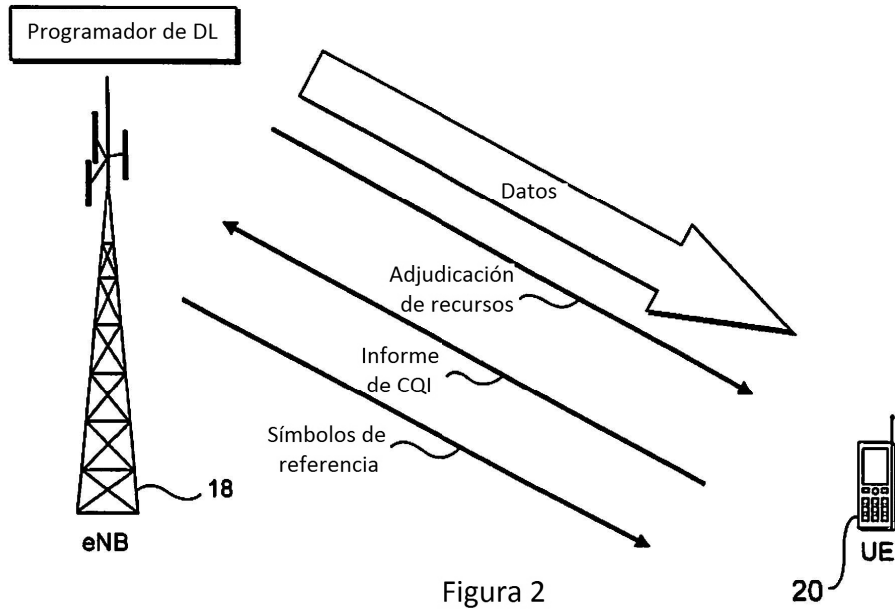 Programador de DL
Datos
Adjudicación
de recursos
Informe
de CQI
Símbolos de
referencia
18
eNB
20
UE
Figura 2